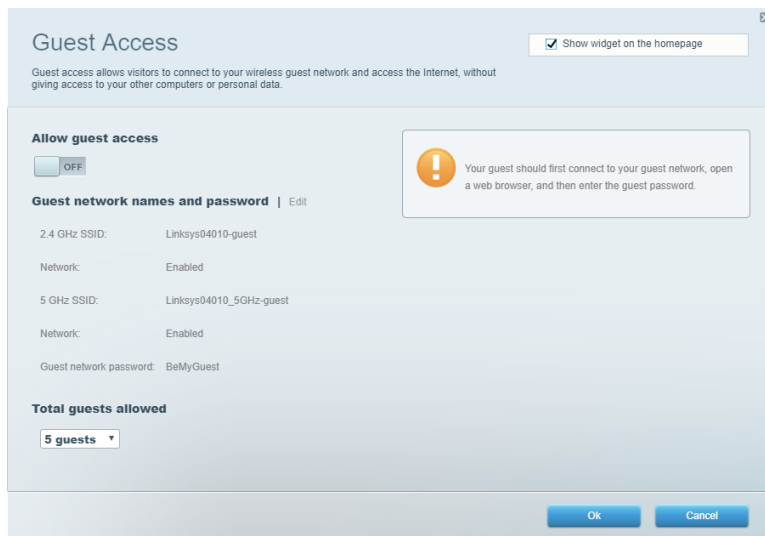 Guest Access
Show widget on the homepage
Guest access allows visitors to connect to your wireless guest network and access the Internet, without
giving access to your other computers or personal data.
Allow guest access
OFF
Your guest should first connect to your guest network, open
a web browser, and then enter the guest password.
Guest network names and password | Edit
2.4 GHz SSID: Linksys04010-guest
Network: Enabled
5 GHz SSID: Linksys04010_5GHz-guest
Network: Enabled
Guest network password: BeMyGuest
Total guests allowed
5 guests
Ok Cancel